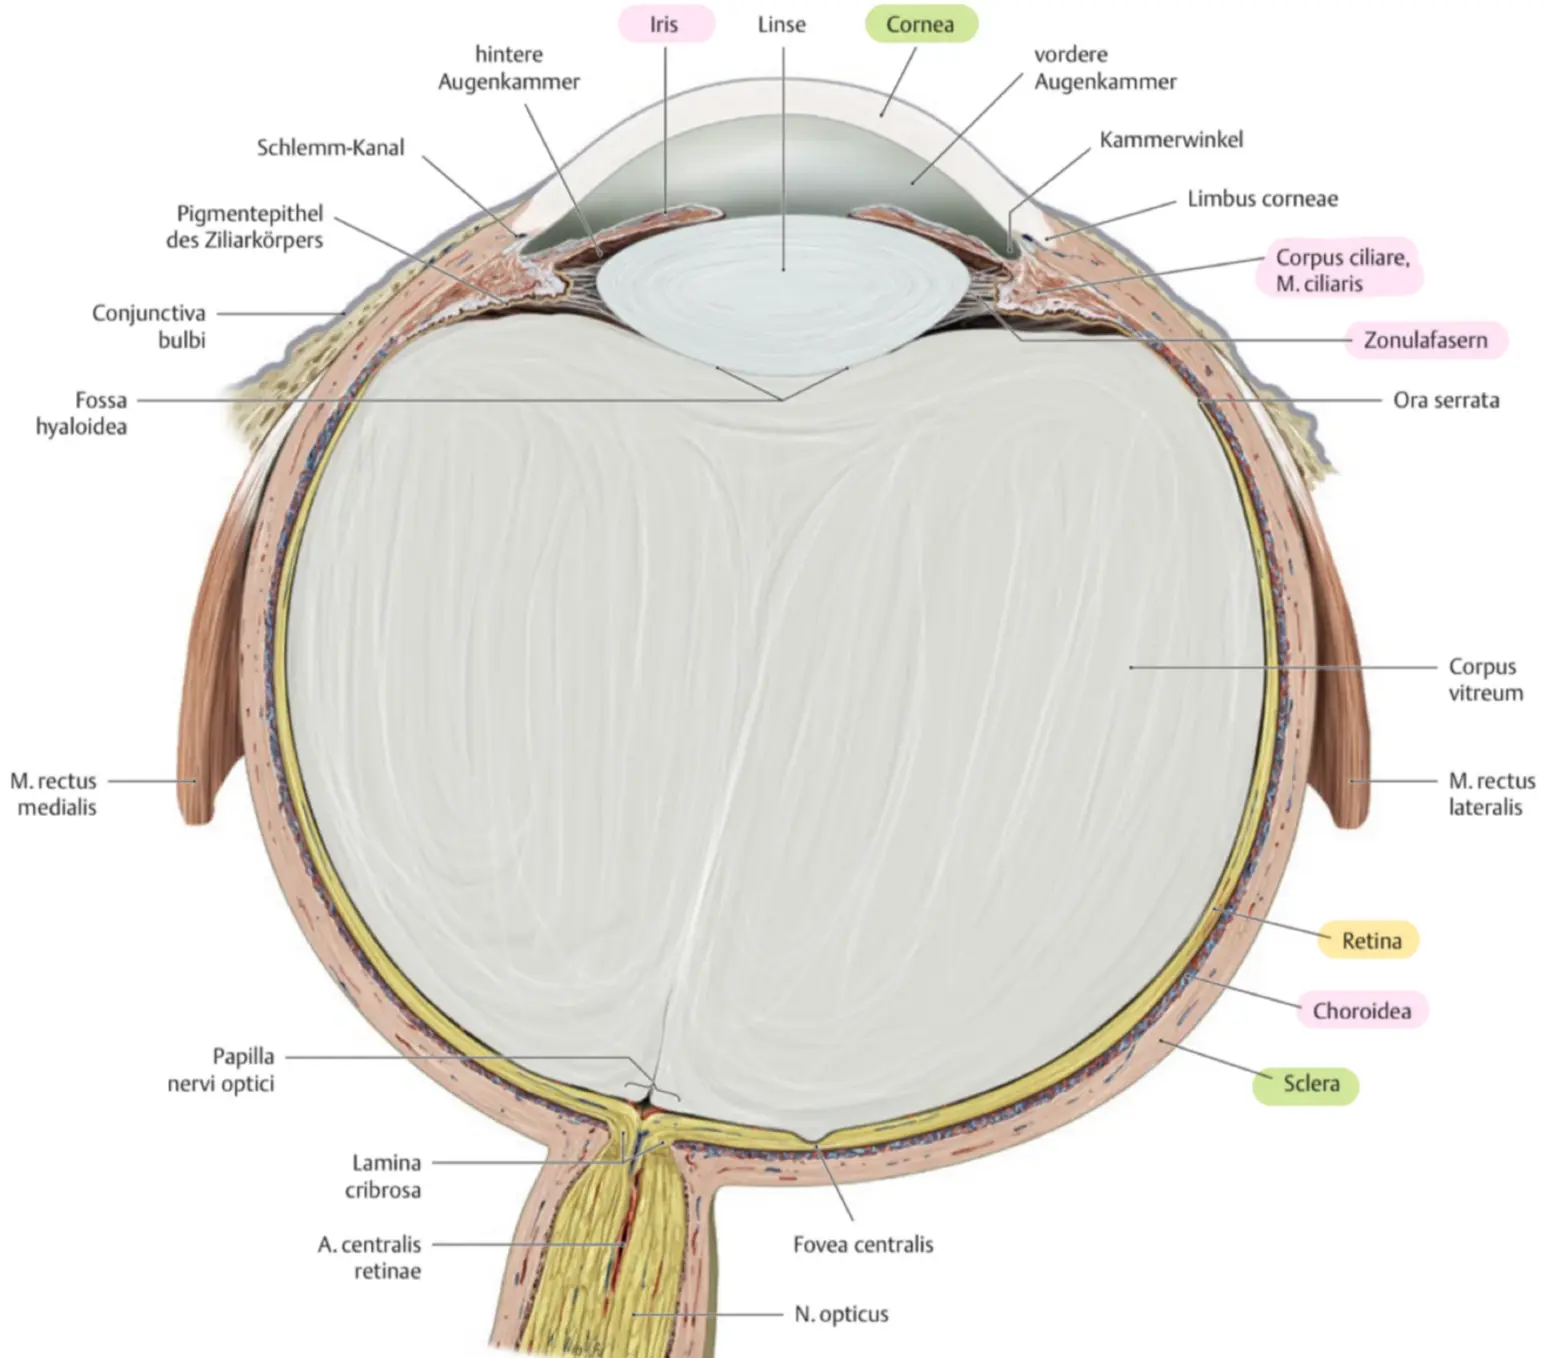 Iris
Linse
Cornea
hintere
Augenkammer
vordere
Augenkammer
Schlemm-Kanal
Kammerwinkel
Pigmentepithel
des Ziliarkörpers
Limbus corneae
Corpus ciliare,
M. ciliaris
Conjunctiva
bulbi
Zonulafasern
Fossa
hyaloidea
Ora serrata
Corpus
vitreum
M. rectus
medialis
M. rectus
lateralis
Retina
Choroidea
Papilla
nervi optici
Sclera
Lamina
cribrosa
A. centralis
retinae
Fovea centralis
N. opticus